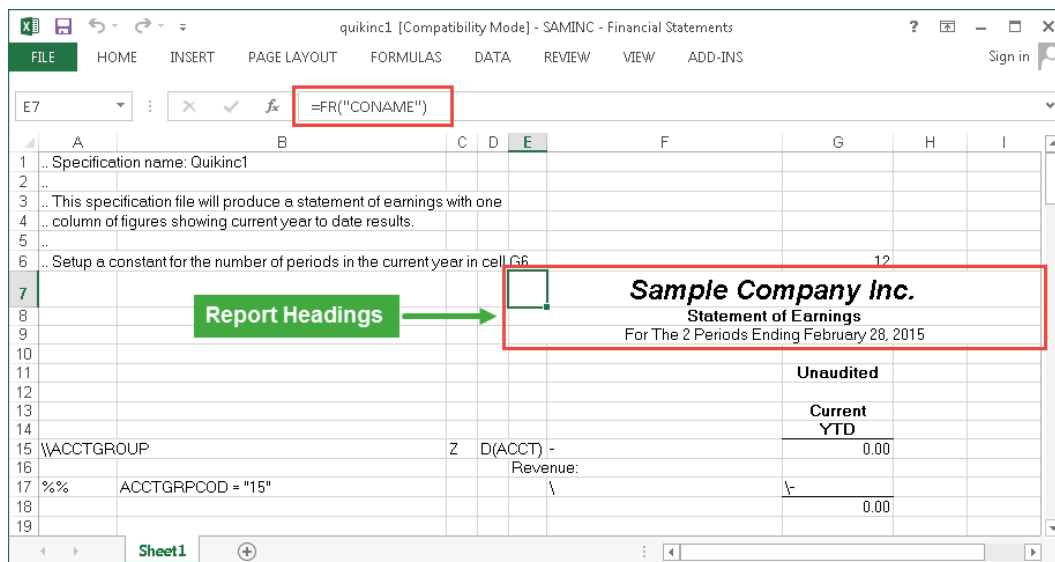 quikinc1 [Compatibility Mode] - SAMINC - Financial Statements
FILE HOME INSERT PAGE LAYOUT FORMULAS DATA REVIEW VIEW ADD-INS Sign in
E7 fx =FR("CONAME")
A B C D E F G H I
1 .. Specification name: Quikinc1
2 ..
3 .. This specification file will produce a statement of earnings with one
4 .. column of figures showing current year to date results.
5 ..
6 .. Setup a constant for the number of periods in the current year in cell G6 12
7 Sample Company Inc.
Report Headings
8 Statement of Earnings
9 For The 2 Periods Ending February 28, 2015
10
11 Unaudited
12
13 Current
14 YTD
15 \\ACCTGROUP Z D(ACCT) - 0.00
16 Revenue:
17 %% ACCTGRPCOD = "15" \ \-
18 0.00
19
Sheet1